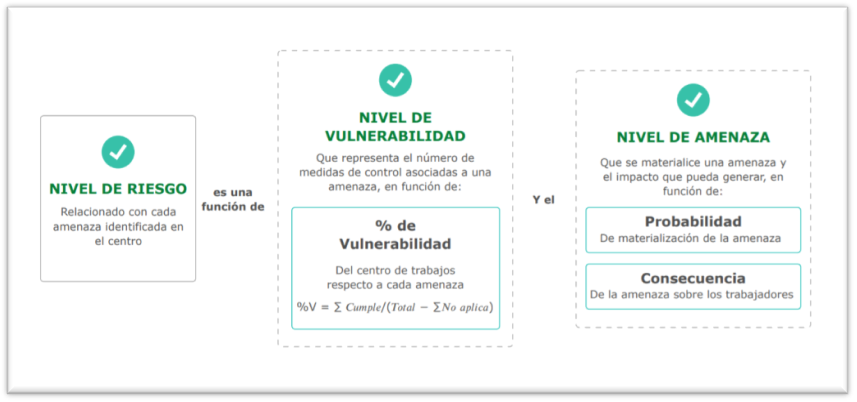 NIVEL DE RIESGO
Relacionado con cada
amenaza identificada en
el centro
es una
función de
NIVEL DE
VULNERABILIDAD
Que representa el número de
medidas de control asociadas a una
amenaza, en función de:
% de
Vulnerabilidad
Del centro de trabajos
respecto a cada amenaza
%V = ∑ Cumple/(Total − ∑No aplica)
Y el
NIVEL DE AMENAZA
Que se materialice una amenaza y
el impacto que pueda generar, en
función de:
Probabilidad
De materialización de la amenaza
Consecuencia
De la amenaza sobre los trabajadores